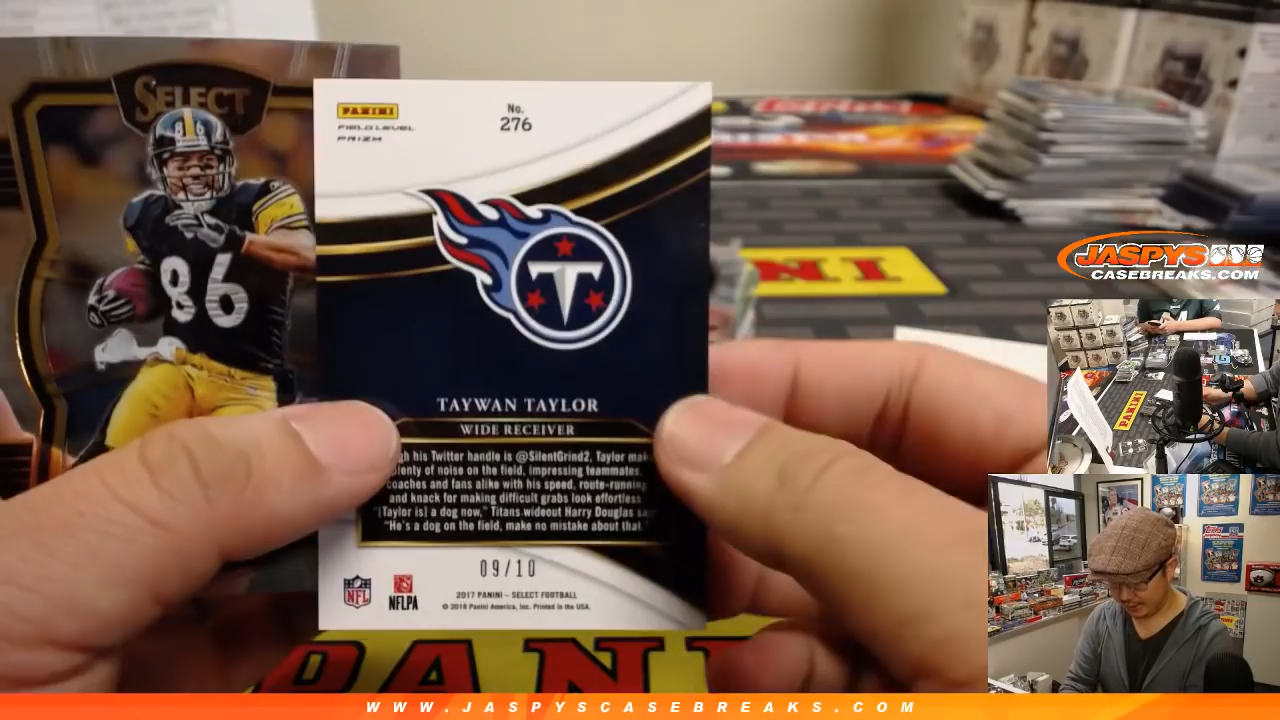 SELECT
86
86
PANINI
FIELD LEVEL
PRIZM
No.
276
T
TAYWAN TAYLOR
WIDE RECEIVER
his Twitter handle is @SilentGrind2, Taylor
plenty of noise on the field, impressing teammates,
coaches and fans alike with his speed, route-running
and knack for making difficult grabs look effortless.
"[Taylor is] a dog now," Titans wideout Harry Douglas
"He's a dog on the field, make no mistake about that."
09/10
NFL
NFLPA
2017 PANINI – SELECT FOOTBALL
© 2018 Panini America, Inc. Printed in the USA.
PANINI
JASPYS
CASEBREAKS.COM
PANINI
WWW.JASPYSCASEBREAKS.COM